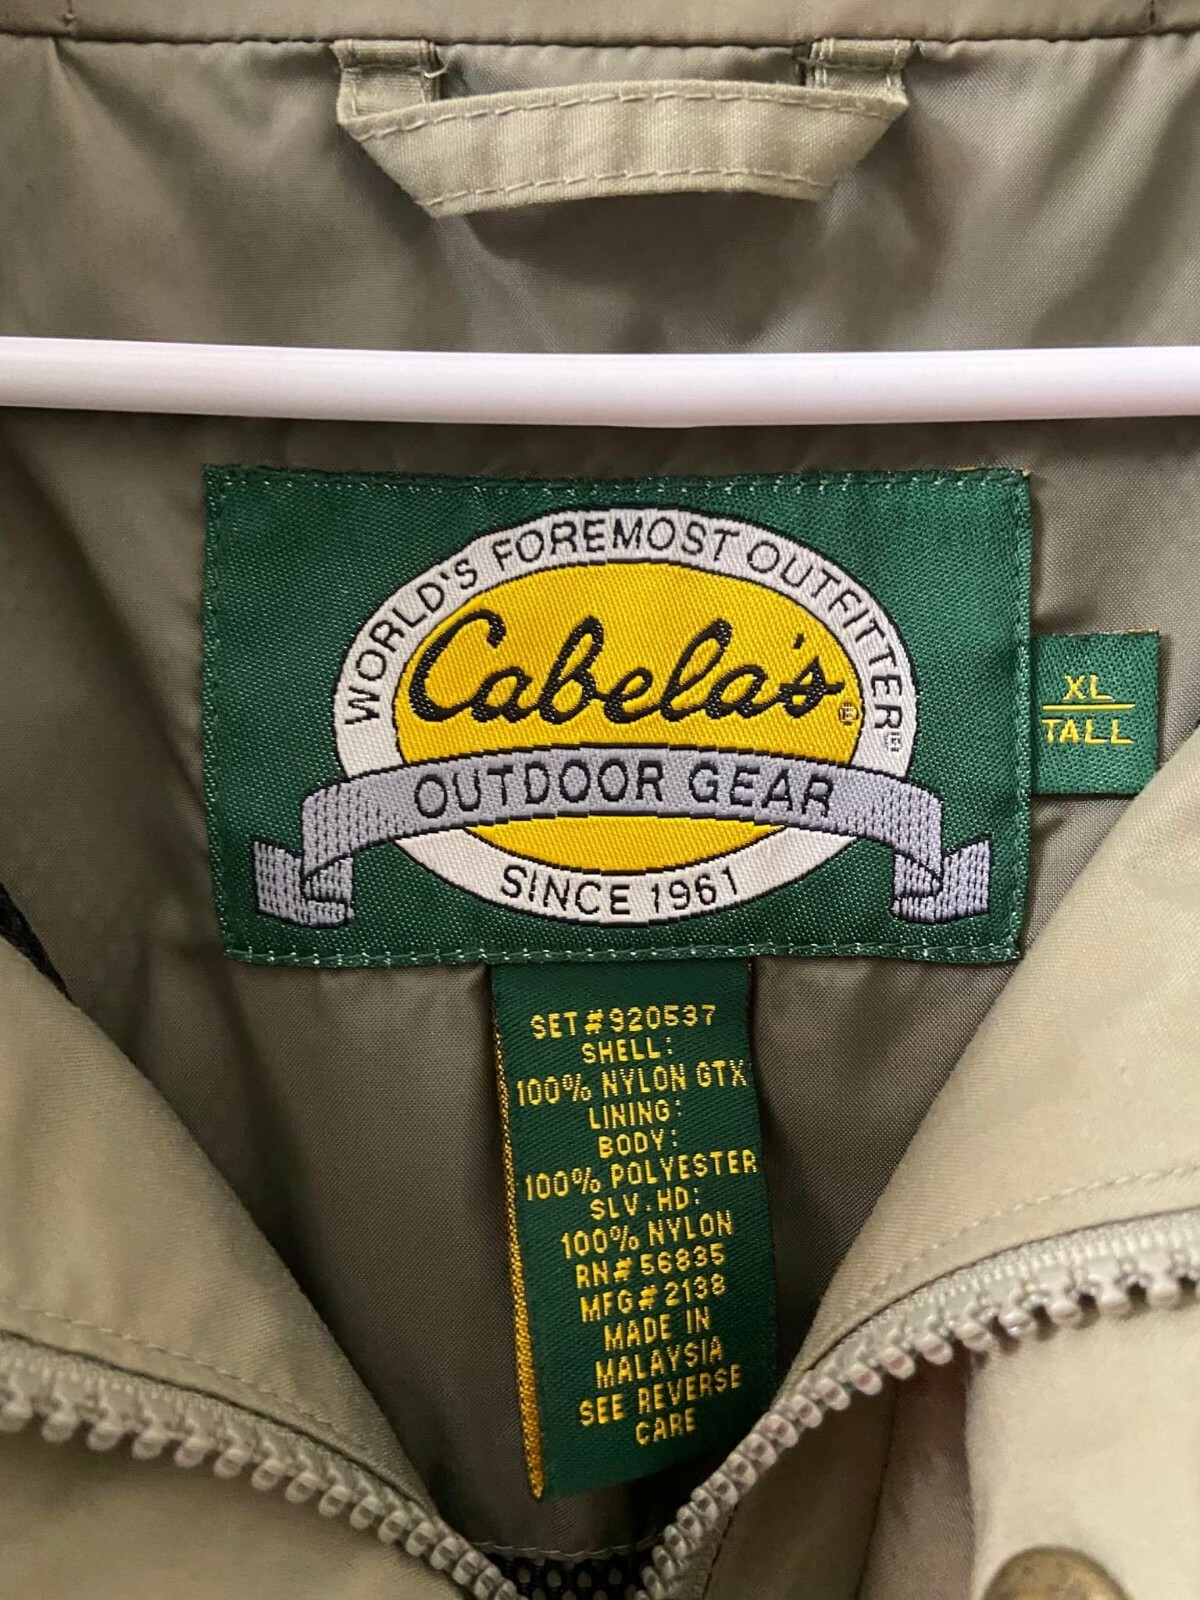 WORLD'S FOREMOST OUTFITTER®
Cabela's®
OUTDOOR GEAR
SINCE 1961
XL
TALL
SET#920537
SHELL:
100% NYLON GTX
LINING:
BODY:
100% POLYESTER
SLV.HD:
100% NYLON
RN#56835
MFG#2138
MADE IN
MALAYSIA
SEE REVERSE
CARE